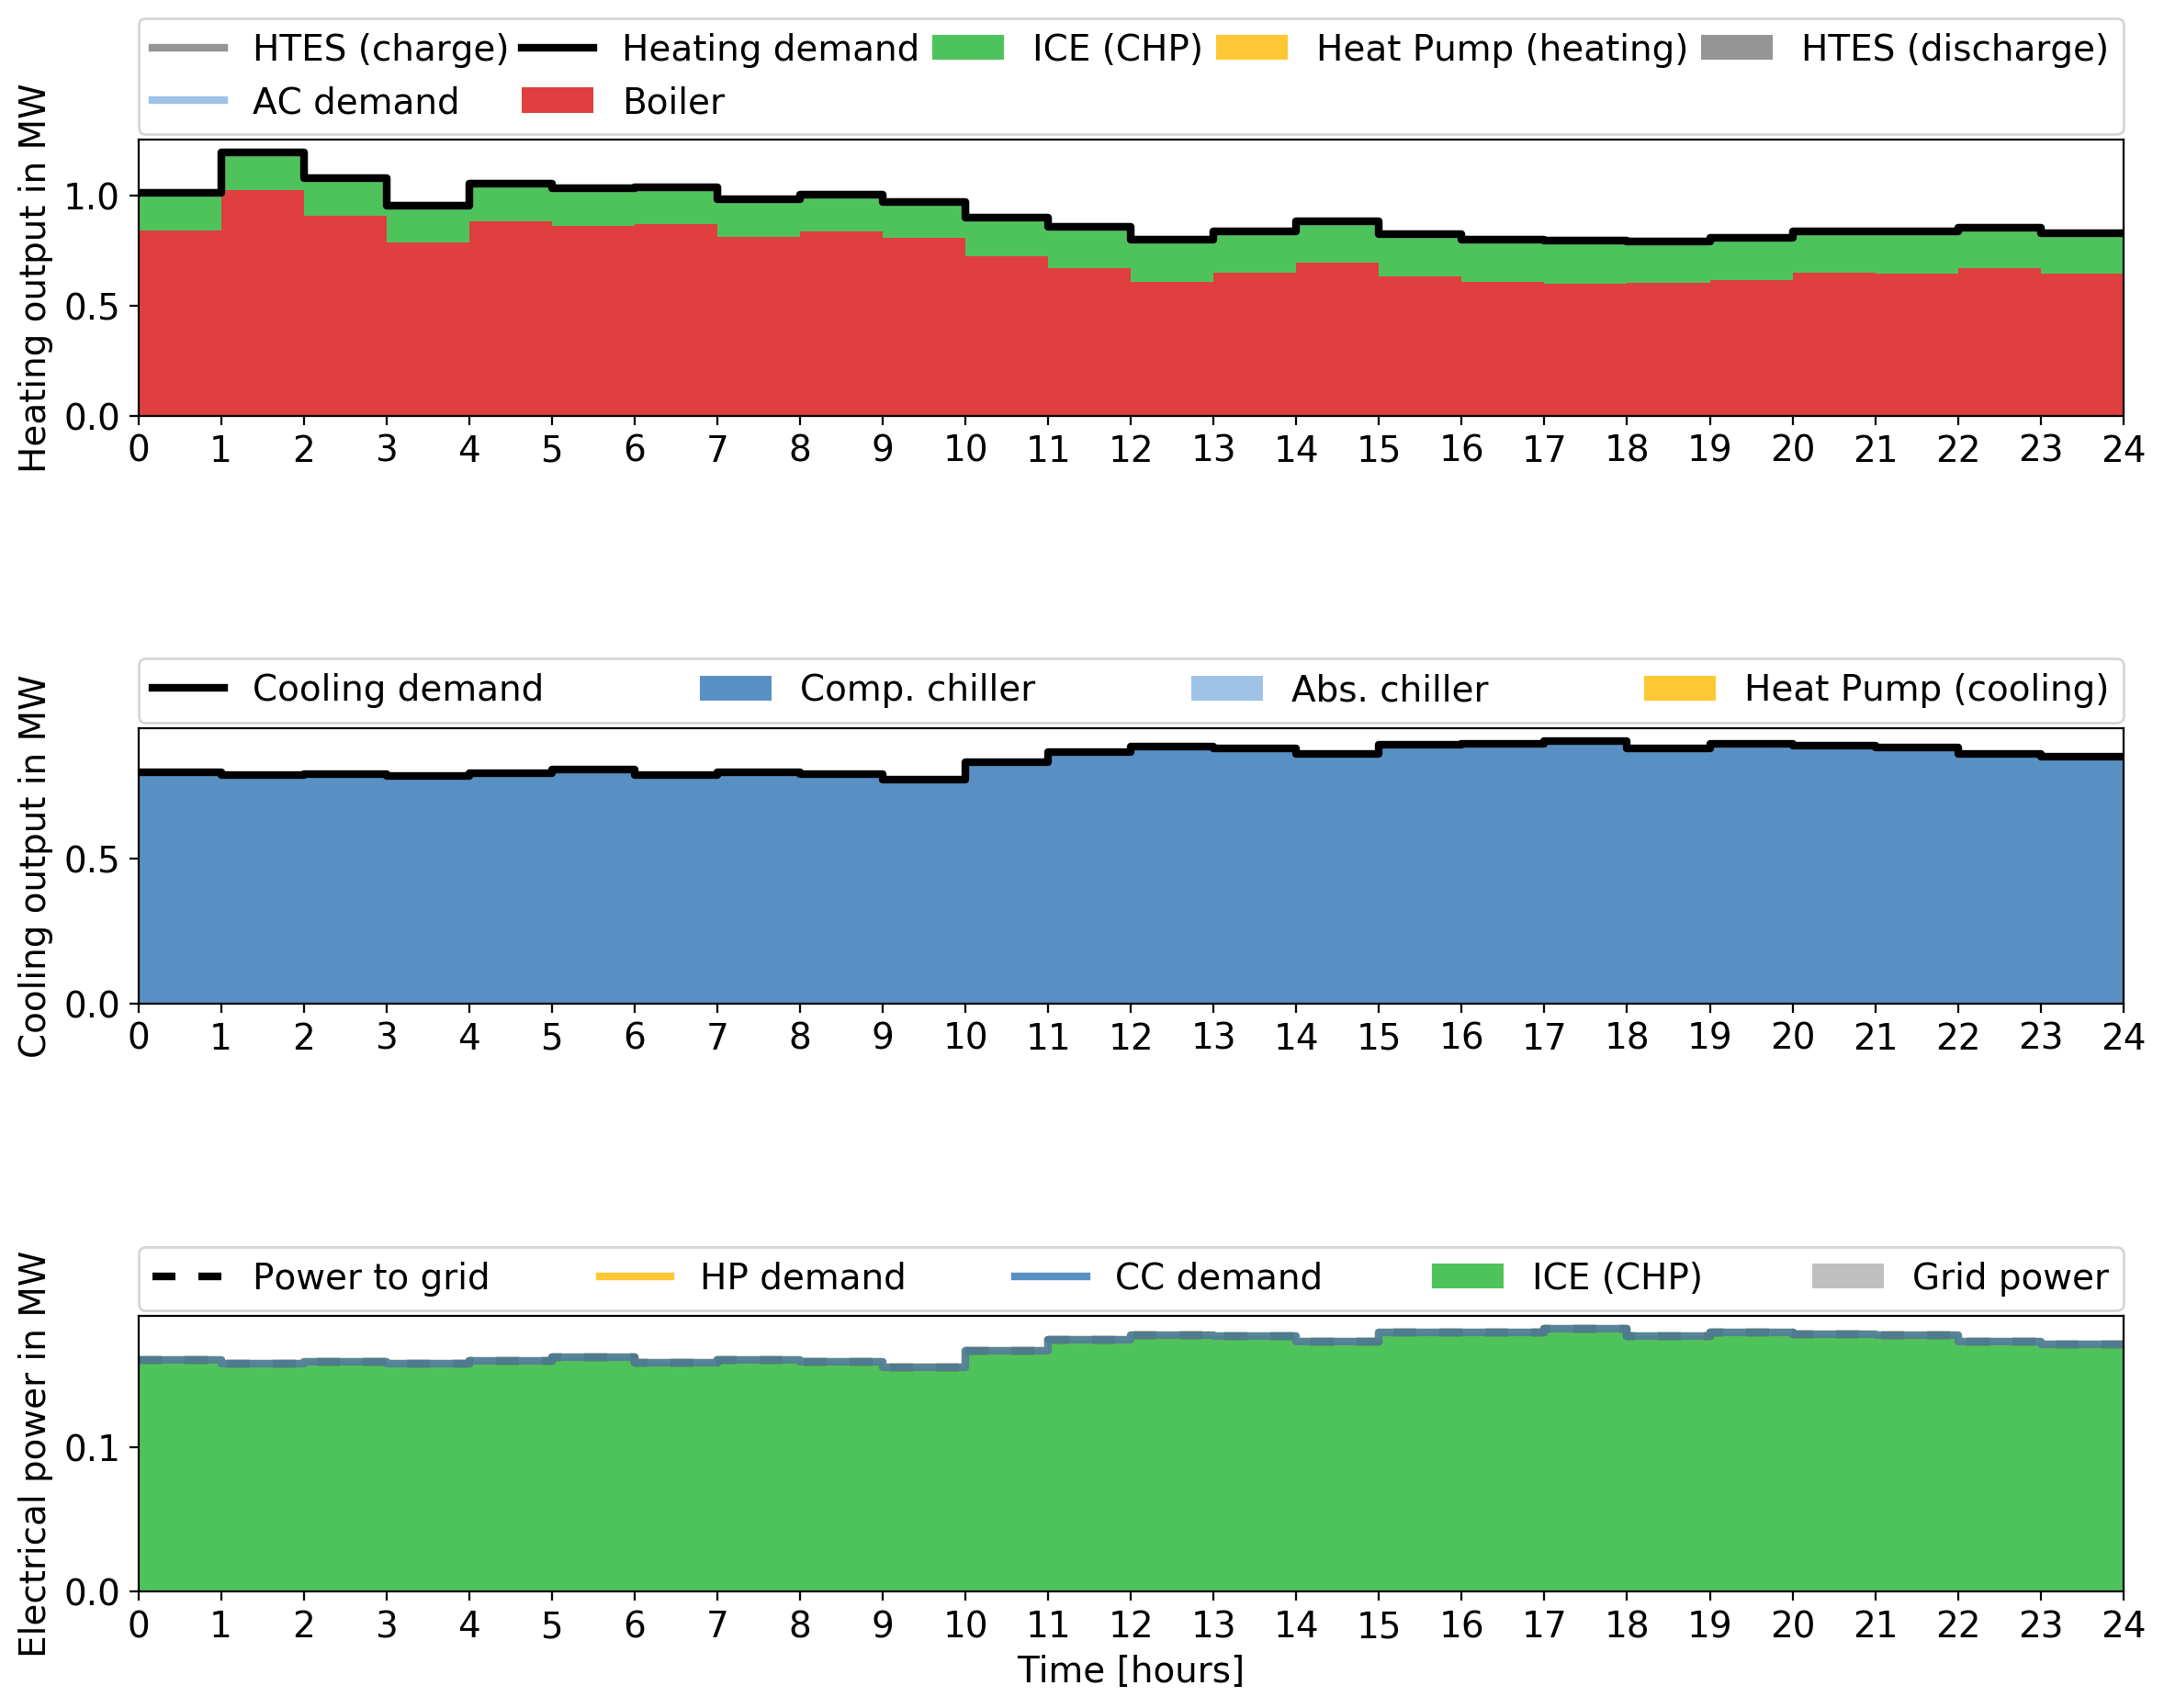 HTES (charge) Heating demand ICE (CHP) Heat Pump (heating) HTES (discharge)
AC demand Boiler
Heating output in MW
1.0
0.5
0.0
0 1 2 3 4 5 6 7 8 9 10 11 12 13 14 15 16 17 18 19 20 21 22 23 24
Cooling demand Comp. chiller Abs. chiller Heat Pump (cooling)
Cooling output in MW
0.5
0.0
0 1 2 3 4 5 6 7 8 9 10 11 12 13 14 15 16 17 18 19 20 21 22 23 24
Power to grid HP demand CC demand ICE (CHP) Grid power
Electrical power in MW
0.1
0.0
0 1 2 3 4 5 6 7 8 9 10 11 12 13 14 15 16 17 18 19 20 21 22 23 24
Time [hours]